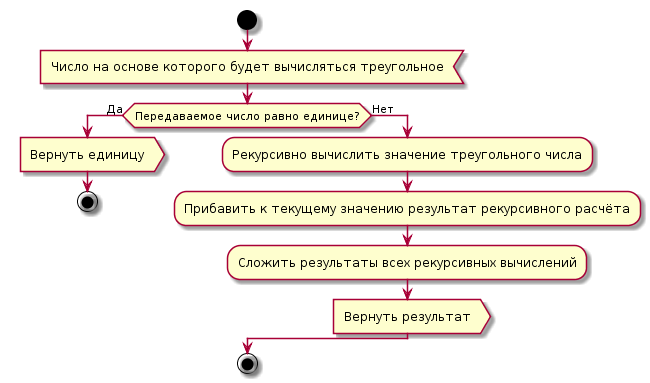 Число на основе которого будет вычисляться треугольное
Да
Передаваемое число равно единице?
Нет
Вернуть единицу
Рекурсивно вычислить значение треугольного числа
Прибавить к текущему значению результат рекурсивного расчёта
Сложить результаты всех рекурсивных вычислений
Вернуть результат